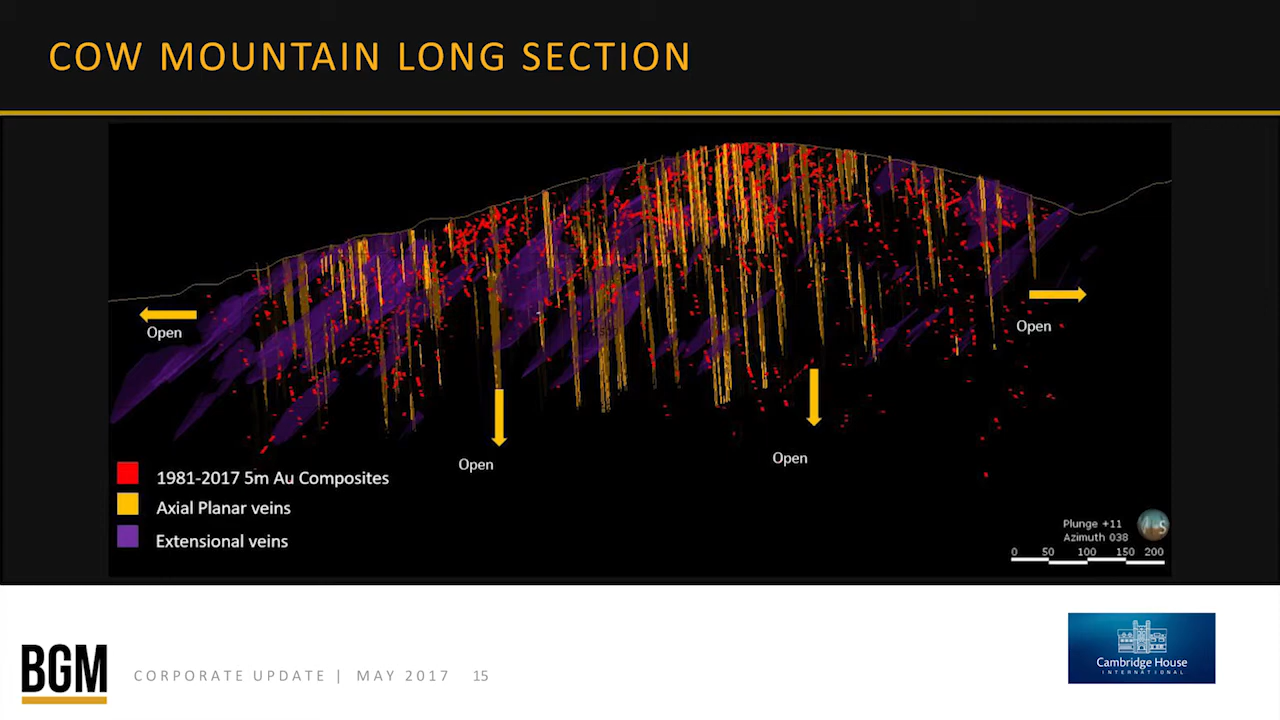 COW MOUNTAIN LONG SECTION
Open
Open
Open
Open
1981-2017 5m Au Composites
Axial Planar veins
Extensional veins
Plunge +11
Azimuth 038
0 50 100 150 200
BGM
CORPORATE UPDATE | MAY 2017 15
Cambridge House
INTERNATIONAL